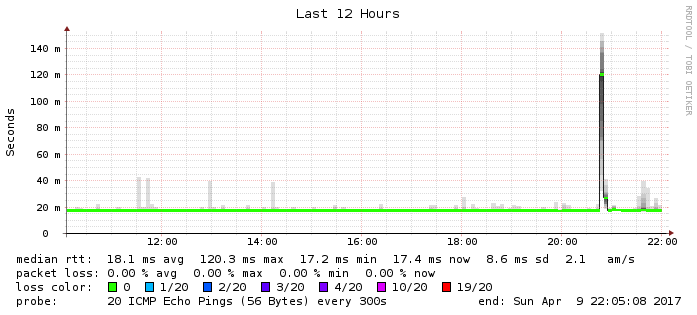 Last 12 Hours
RRDTOOL / TOBI OETIKER
Seconds
140 m
120 m
100 m
80 m
60 m
40 m
20 m
0
12:00 14:00 16:00 18:00 20:00 22:00
median rtt: 18.1 ms avg 120.3 ms max 17.2 ms min 17.4 ms now 8.6 ms sd 2.1 am/s
packet loss: 0.00 % avg 0.00 % max 0.00 % min 0.00 % now
loss color: 0 1/20 2/20 3/20 4/20 10/20 19/20
probe: 20 ICMP Echo Pings (56 Bytes) every 300s end: Sun Apr 9 22:05:08 2017